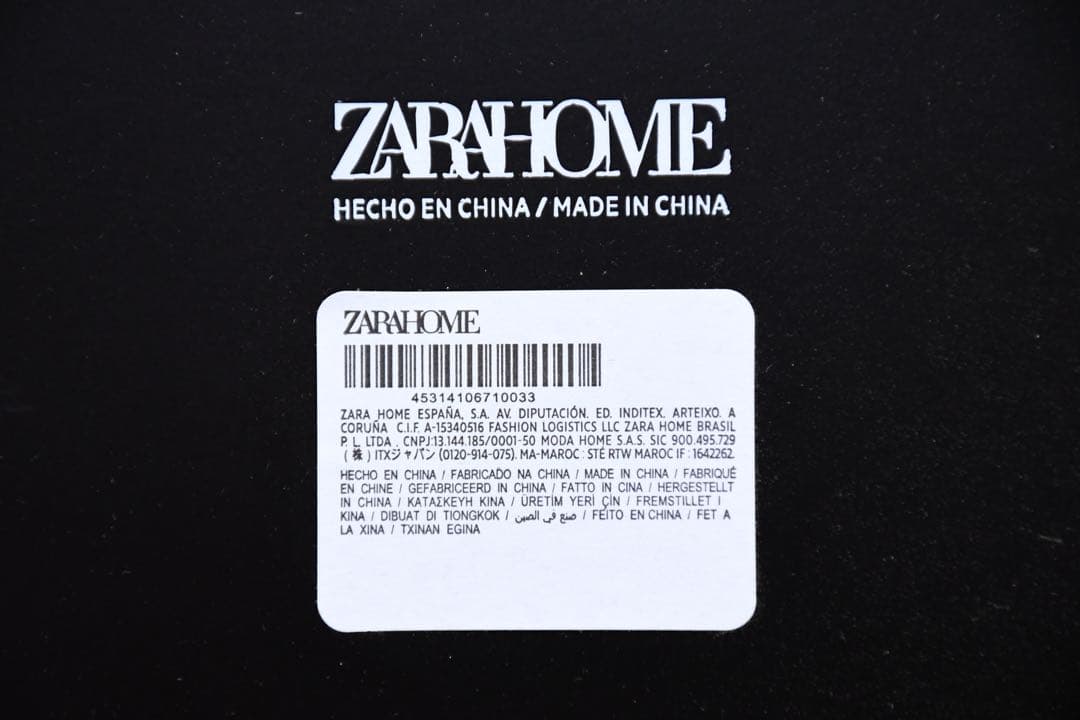 ZARAHOME
HECHO EN CHINA / MADE IN CHINA
ZARAHOME
45314106710033
ZARA HOME ESPAÑA, S.A. AV. DIPUTACIÓN. ED. INDITEX. ARTEIXO. A
CORUÑA C.I.F. A-15340516 FASHION LOGISTICS LLC ZARA HOME BRASIL
P. L. LTDA . CNPJ:13.144.185/0001-50 MODA HOME S.A.S. SIC 900.495.729
(株) ITXジャパン (0120-914-075). MA-MAROC : STÉ RTW MAROC IF : 1642262.
HECHO EN CHINA / FABRICADO NA CHINA / MADE IN CHINA / FABRIQUÉ
EN CHINE / GEFABRICEERD IN CHINA / FATTO IN CINA / HERGESTELLT
IN CHINA / ΚΑΤΑΣΚΕΥΗ ΚΙΝΑ / ÜRETİM YERİ ÇİN / FREMSTILLET I
KINA / DIBUAT DI TIONGKOK / صنع في الصين / FEITO EN CHINA / FET A
LA XINA / TXINAN EGINA